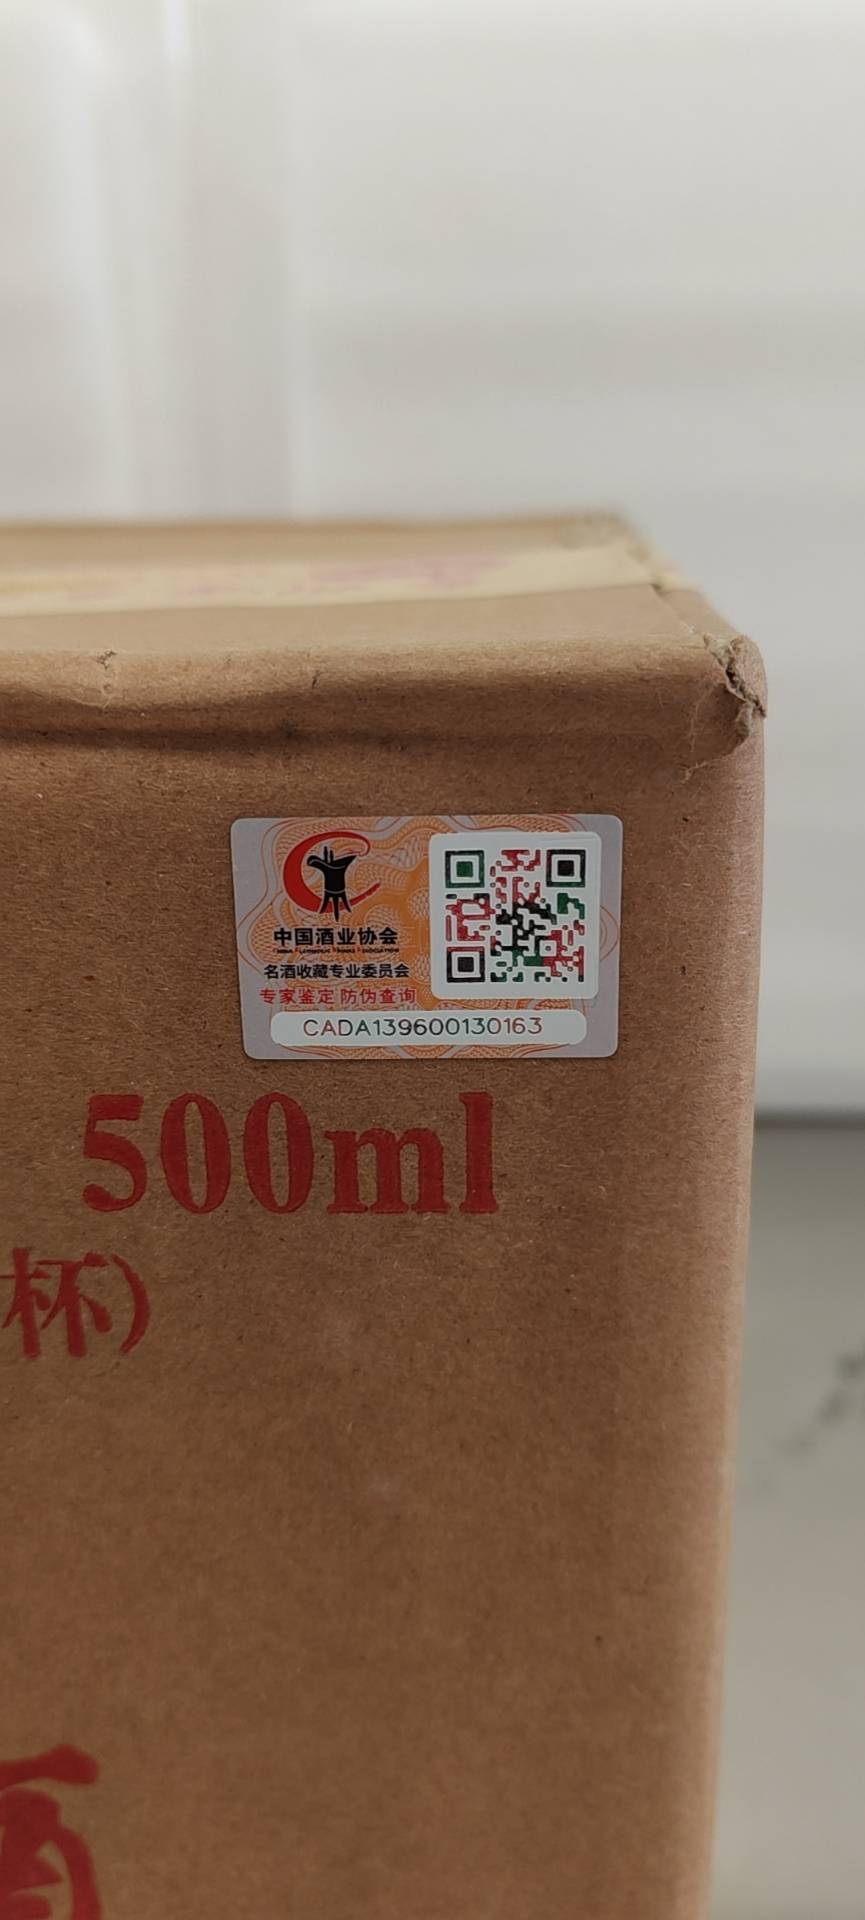 中国酒业协会
名酒收藏专业委员会
专家鉴定 防伪查询
CADA139600130163
500ml
杯)
酒